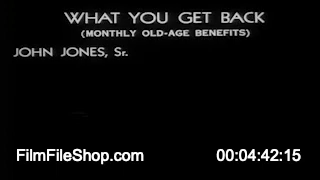 WHAT YOU GET BACK
(MONTHLY OLD-AGE BENEFITS)
JOHN JONES, Sr.
FilmFileShop.com 00:04:42:15